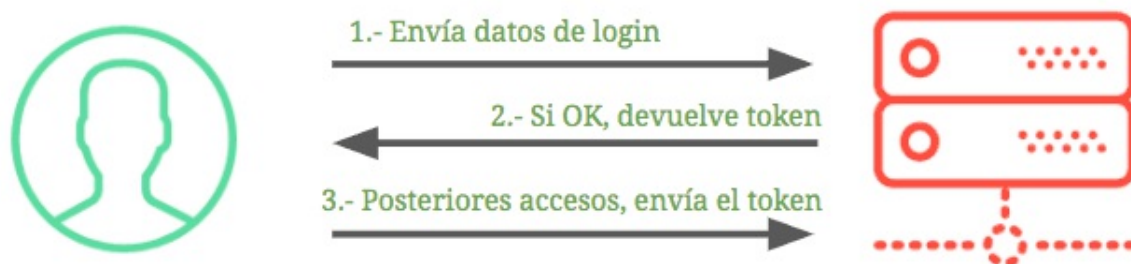 1.- Envía datos de login
2.- Si OK, devuelve token
3.- Posteriores accesos, envía el token